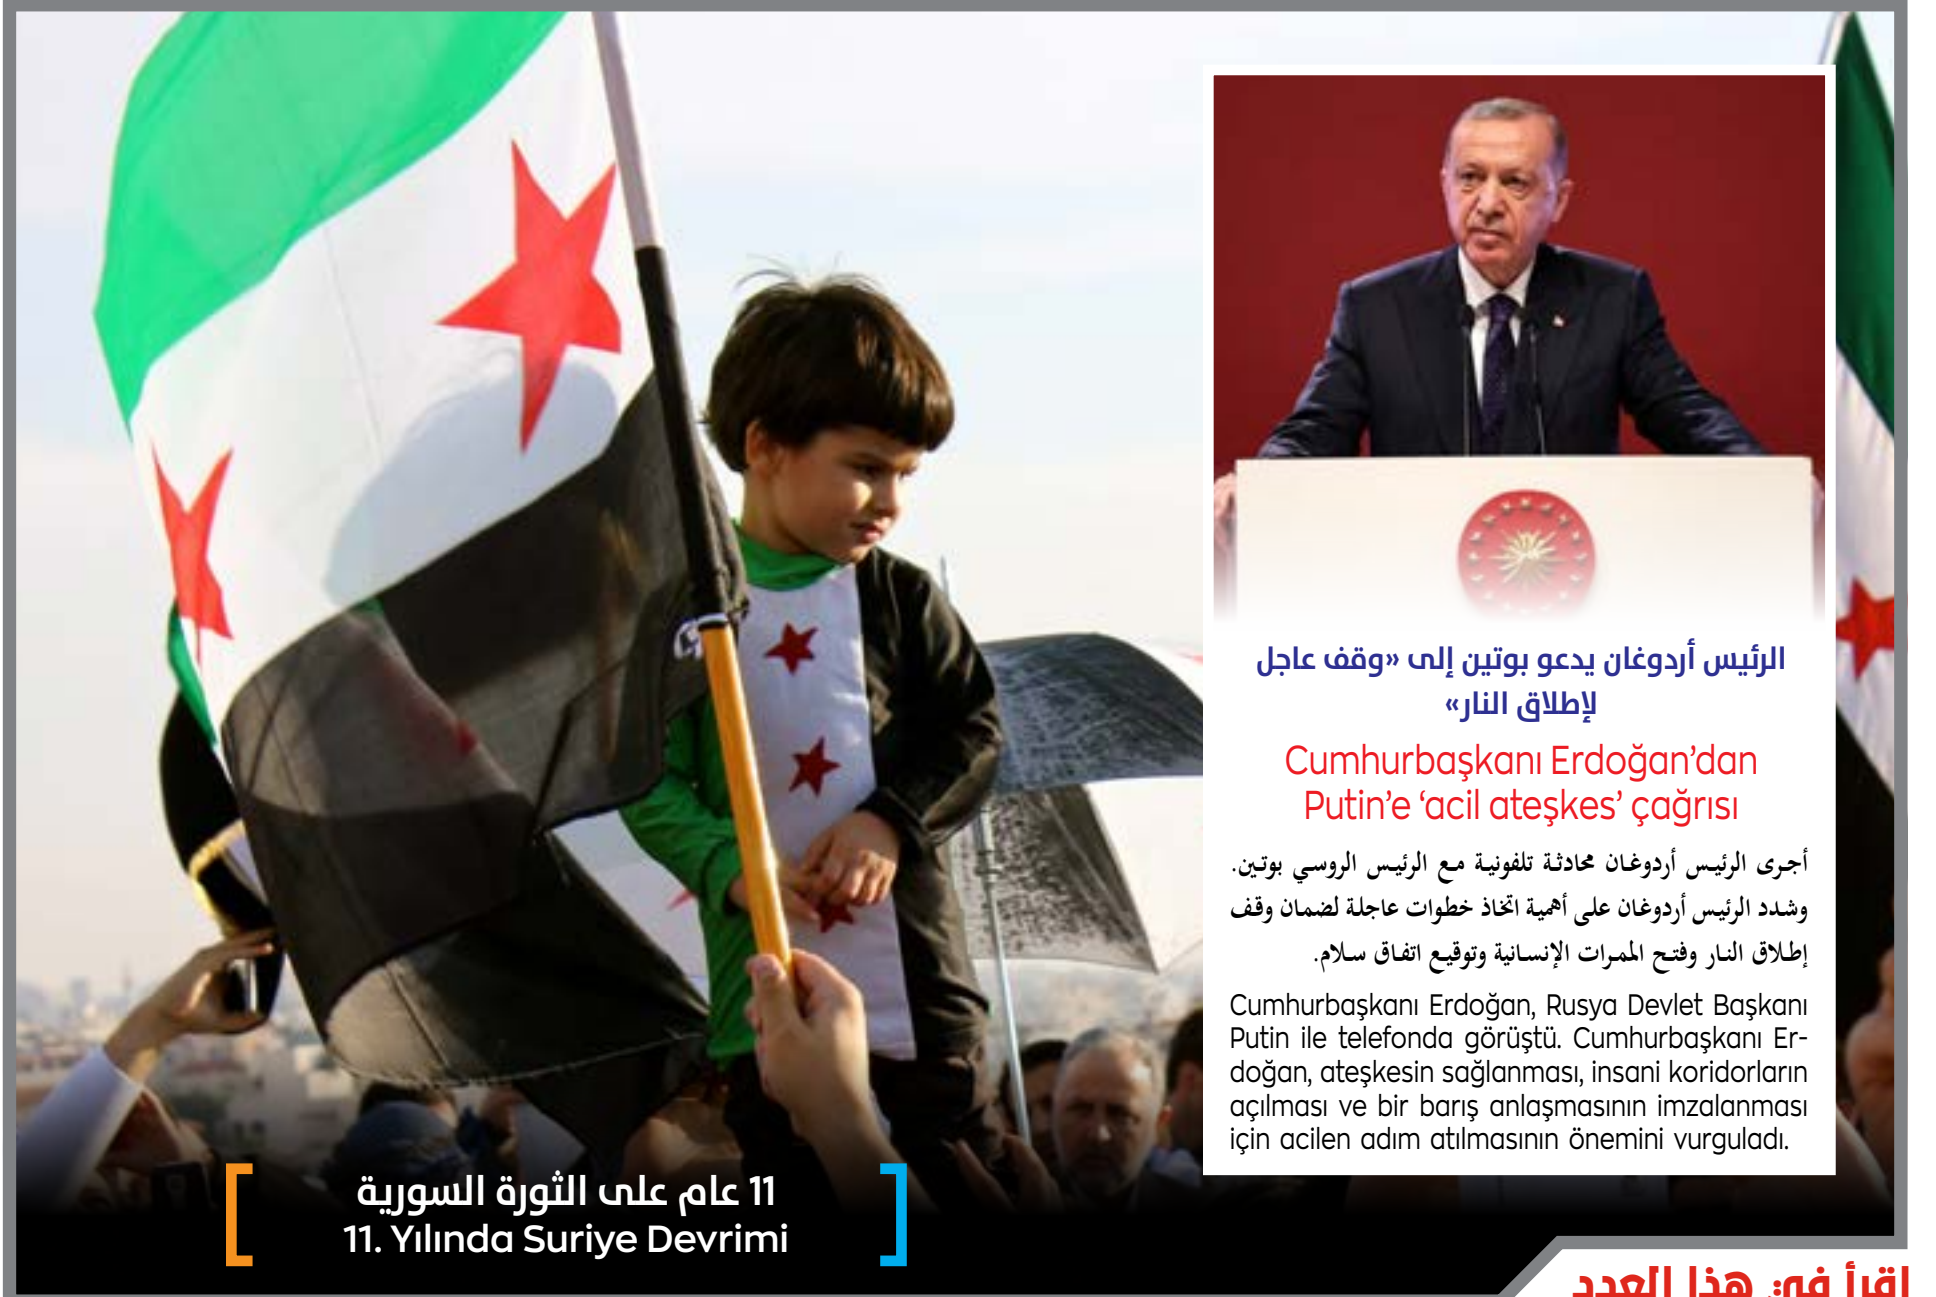 الرئيس أردوغان يدعو بوتين إلى «وقف عاجل
لإطلاق النار»
Cumhurbaşkanı Erdoğan’dan
Putin’e ‘acil ateşkes’ çağrısı
أجرى الرئيس أردوغان محادثة تلفونية مع الرئيس الروسي بوتين.
وشدد الرئيس أردوغان على أهمية اتخاذ خطوات عاجلة لضمان وقف
إطلاق النار وفتح الممرات الإنسانية وتوقيع اتفاق سلام.
Cumhurbaşkanı Erdoğan, Rusya Devlet Başkanı
Putin ile telefonda görüştü. Cumhurbaşkanı Er-
doğan, ateşkesin sağlanması, insani koridorların
açılması ve bir barış anlaşmasının imzalanması
için acilen adım atılmasının önemini vurguladı.
11 عام على الثورة السورية
11. Yılında Suriye Devrimi
اقرأ في هذا العدد